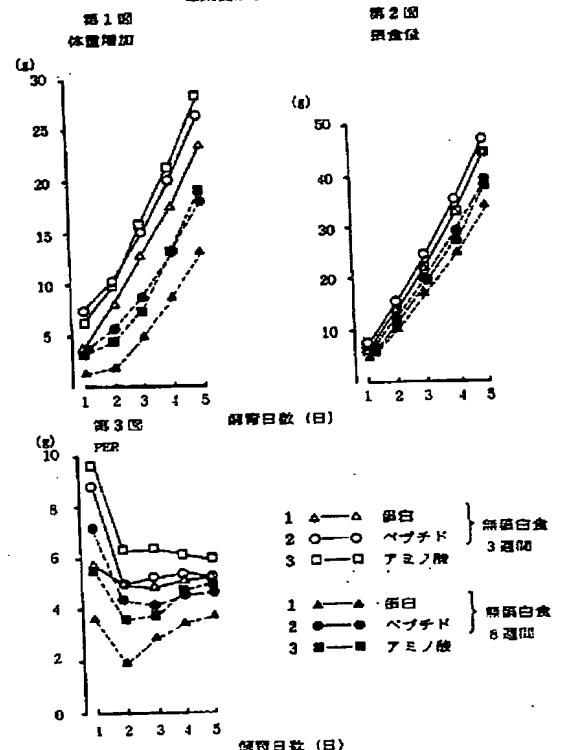 第1図
体重増加
(g)
30
25
20
15
10
5
1 2 3 4 5
第2図
摂食量
(g)
50
40
30
20
10
1 2 3 4 5
飼育日数 (日)
第3図
PER
(g)
10
8
6
4
2
0
1 2 3 4 5
飼育日数 (日)
1 △―△ 蛋白
2 ○―○ ペプチド
3 □―□ アミノ酸
無蛋白食
3週間
1 ▲―▲ 蛋白
2 ●―● ペプチド
3 ■―■ アミノ酸
無蛋白食
8週間